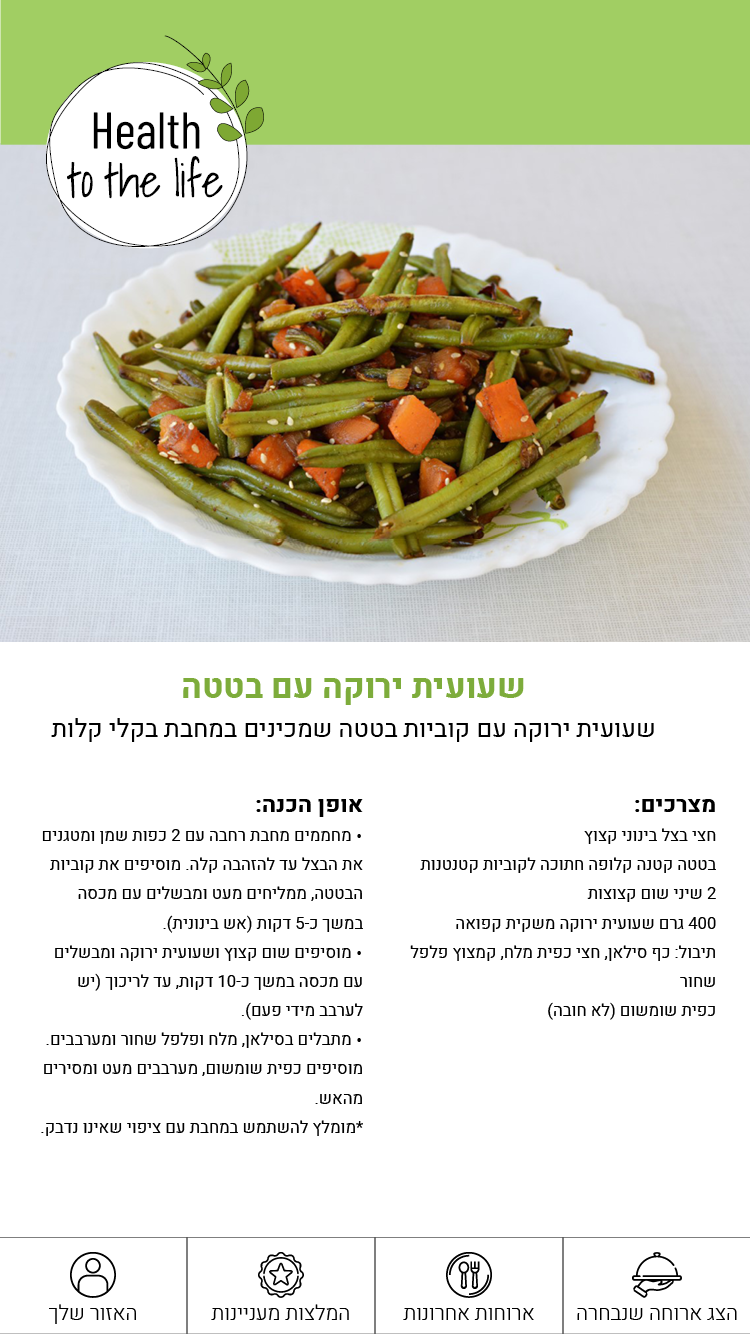 Health
to the life
שעועית ירוקה עם בטטה
שעועית ירוקה עם קוביות בטטה שמכינים במחבת בקלי קלות
מצרכים:
חצי בצל בינוני קצוץ
בטטה קטנה קלופה חתוכה לקוביות קטנטנות
2 שיני שום קצוצות
400 גרם שעועית ירוקה משקית קפואה
תיבול: כף סילאן, חצי כפית מלח, קמצוץ פלפל
שחור
כפית שומשום (לא חובה)
אופן הכנה:
• מחממים מחבת רחבה עם 2 כפות שמן ומטגנים
את הבצל עד להזהבה קלה. מוסיפים את קוביות
הבטטה, ממליחים מעט ומבשלים עם מכסה
במשך כ-5 דקות (אש בינונית).
• מוסיפים שום קצוץ ושעועית ירוקה ומבשלים
עם מכסה במשך כ-10 דקות, עד לריכוך (יש
לערבב מידי פעם).
• מתבלים בסילאן, מלח ופלפל שחור ומערבבים.
מוסיפים כפית שומשום, מערבבים מעט ומסירים
מהאש.
*מומלץ להשתמש במחבת עם ציפוי שאינו נדבק.
הצג ארוחה שנבחרה
ארוחות אחרונות
המלצות מעניינות
האזור שלך